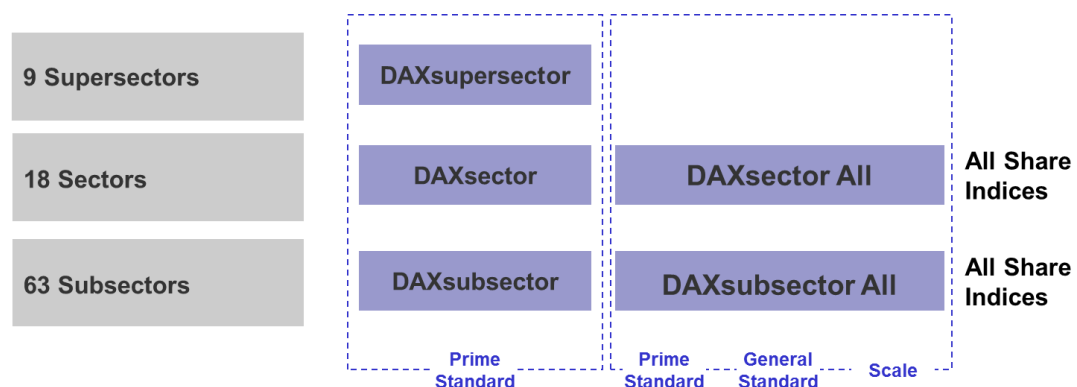 9 Supersectors
DAXsupersector
18 Sectors
DAXsector
DAXsector All
All Share
Indices
63 Subsectors
DAXsubsector
DAXsubsector All
All Share
Indices
Prime
Standard
Prime
Standard
General
Standard
Scale